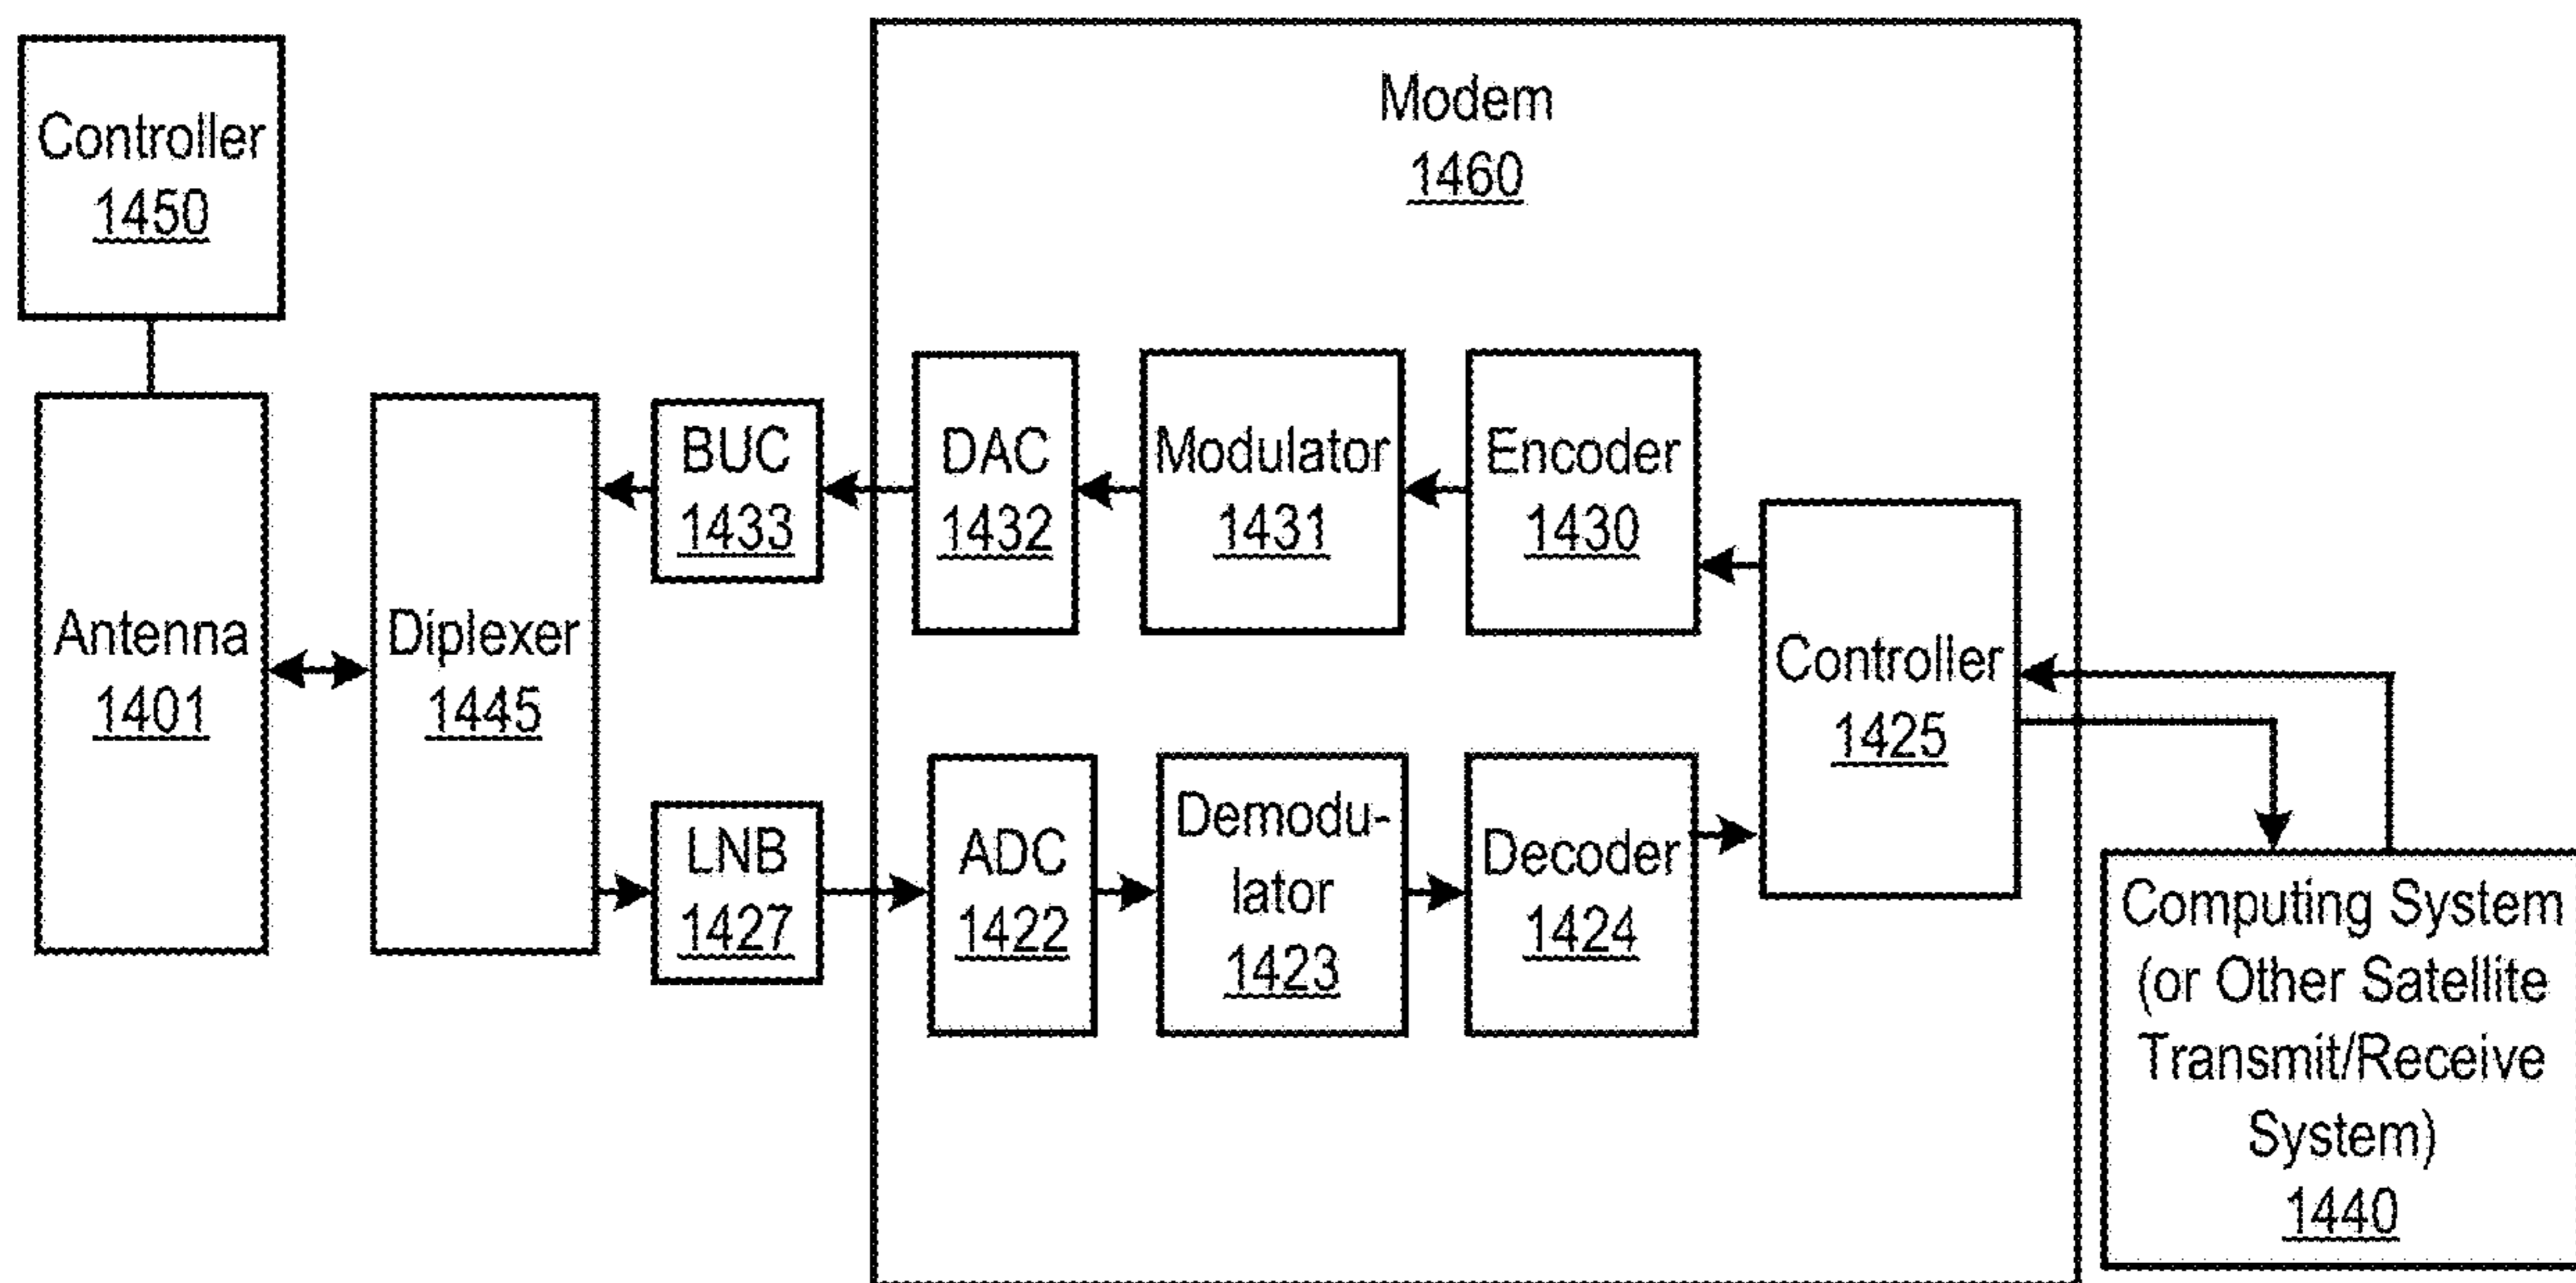 Controller
1450
Modem
1460
Antenna
1401
Diplexer
1445
BUC
1433
DAC
1432
Modulator
1431
Encoder
1430
Controller
1425
LNB
1427
ADC
1422
Demodu-
lator
1423
Decoder
1424
Computing System
(or Other Satellite
Transmit/Receive
System)
1440